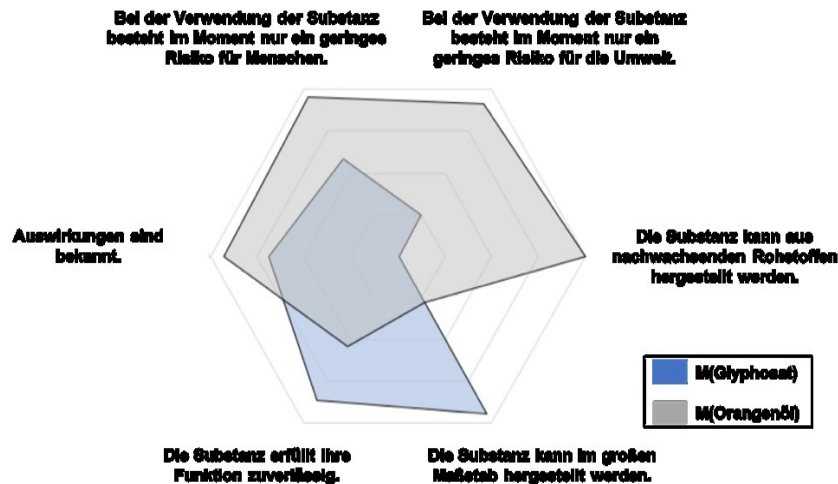 Bei der Verwendung der Substanz
besteht im Moment nur ein geringes
Risiko für Menschen.
Bei der Verwendung der Substanz
besteht im Moment nur ein
geringes Risiko für die Umwelt.
Auswirkungen sind
bekannt.
Die Substanz kann aus
nachwachsenden Rohstoffen
hergestellt werden.
M(Glyphosat)
M(Orangenöl)
Die Substanz erfüllt ihre
Funktion zuverlässig.
Die Substanz kann im großen
Maßstab hergestellt werden.